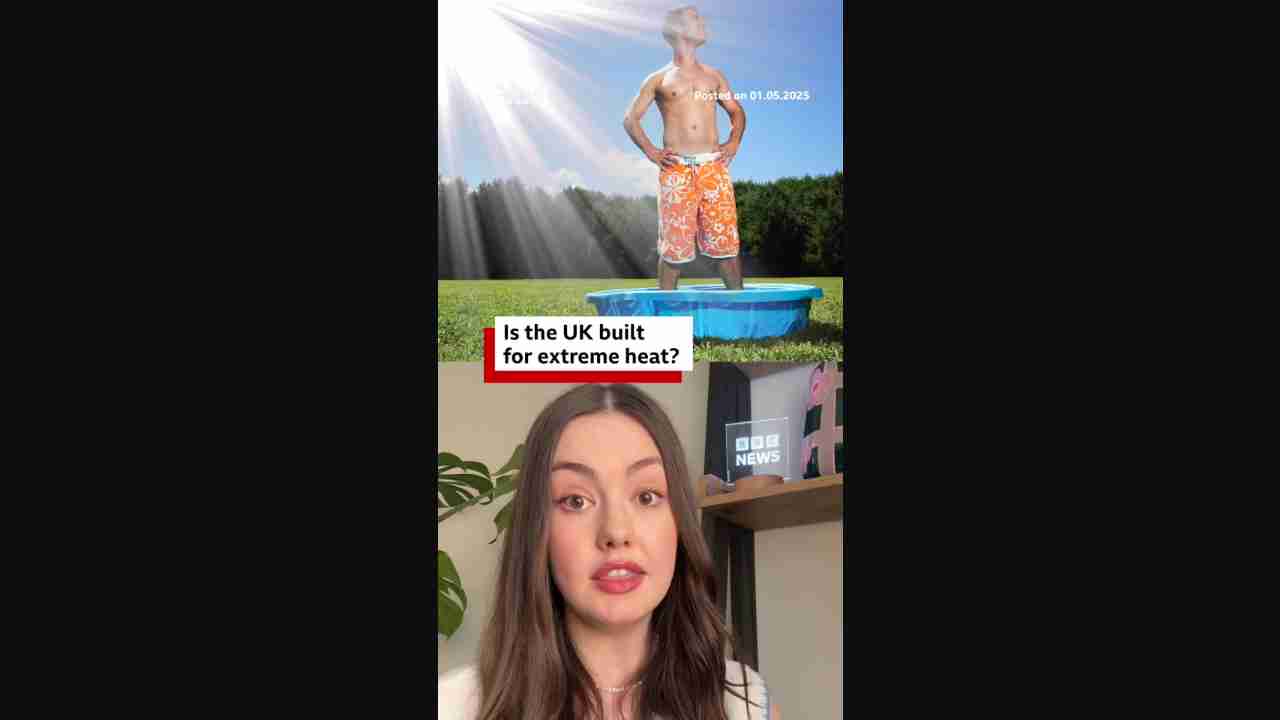 Posted on 01.05.2025
Is the UK built
for extreme heat?
BBC
NEWS